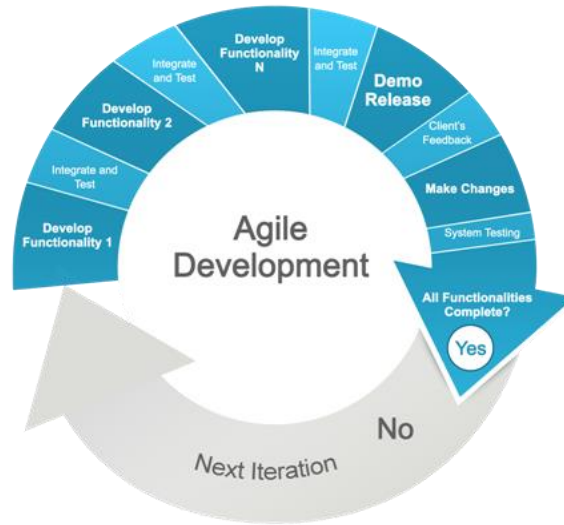 Develop
Functionality 1
Integrate and
Test
Develop
Functionality 2
Integrate
and Test
Develop
Functionality
N
Integrate
and Test
Demo
Release
Client's
Feedback
Make Changes
System Testing
All Functionalities
Complete?
Yes
No
Next Iteration
Agile
Development